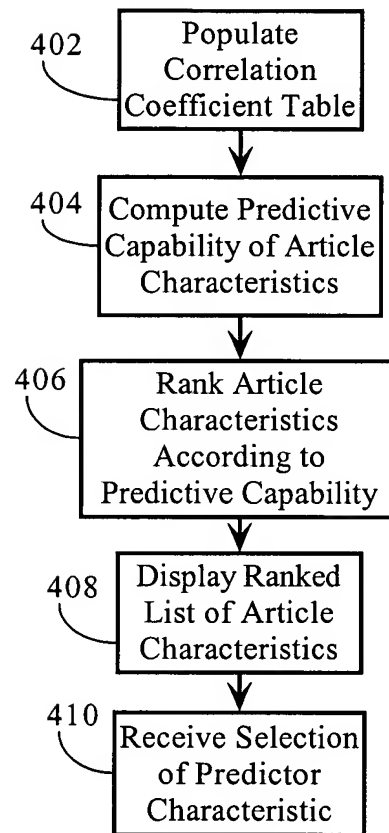 402
Populate
Correlation
Coefficient Table
404
Compute Predictive
Capability of Article
Characteristics
406
Rank Article
Characteristics
According to
Predictive Capability
408
Display Ranked
List of Article
Characteristics
410
Receive Selection
of Predictor
Characteristic